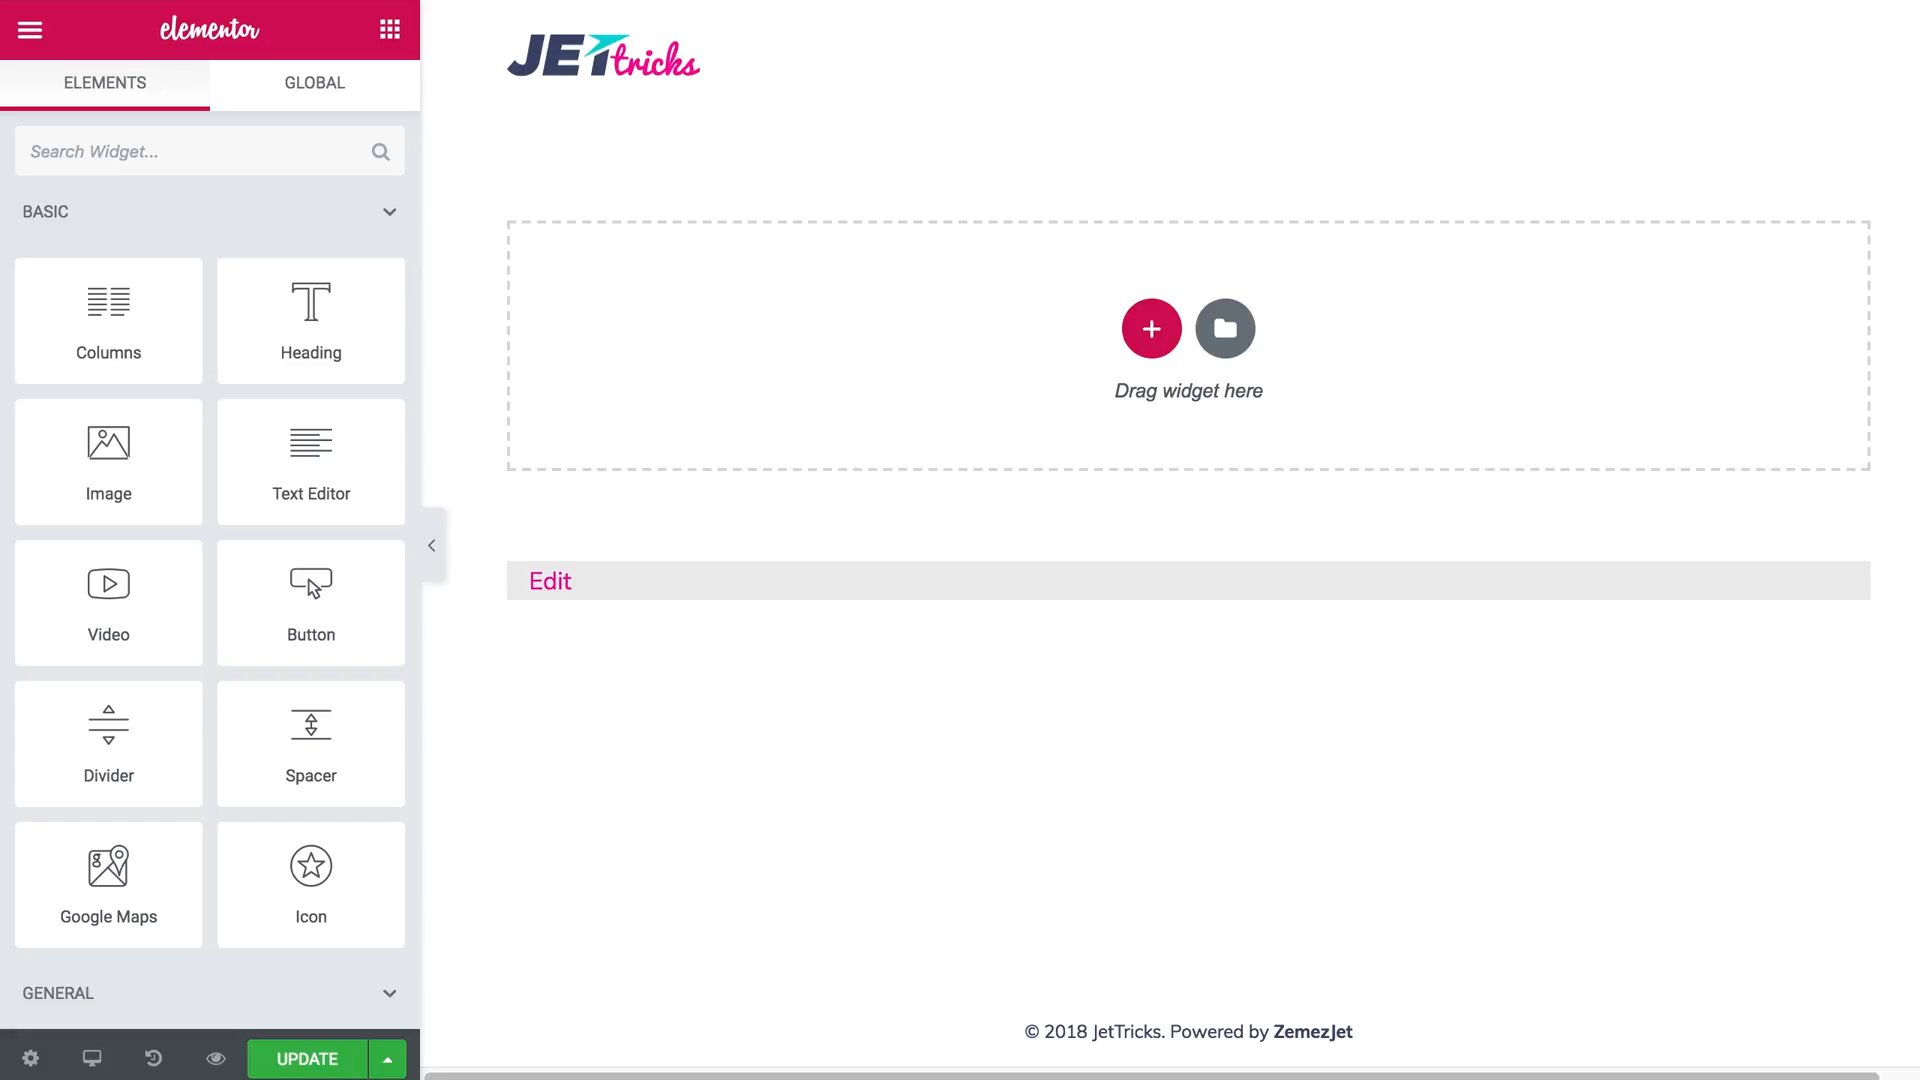 elementor
ELEMENTS
GLOBAL
Search Widget...
BASIC
Columns
Heading
Image
Text Editor
Video
Button
Divider
Spacer
Google Maps
Icon
GENERAL
UPDATE
JETtricks
Drag widget here
Edit
© 2018 JetTricks. Powered by ZemezJet